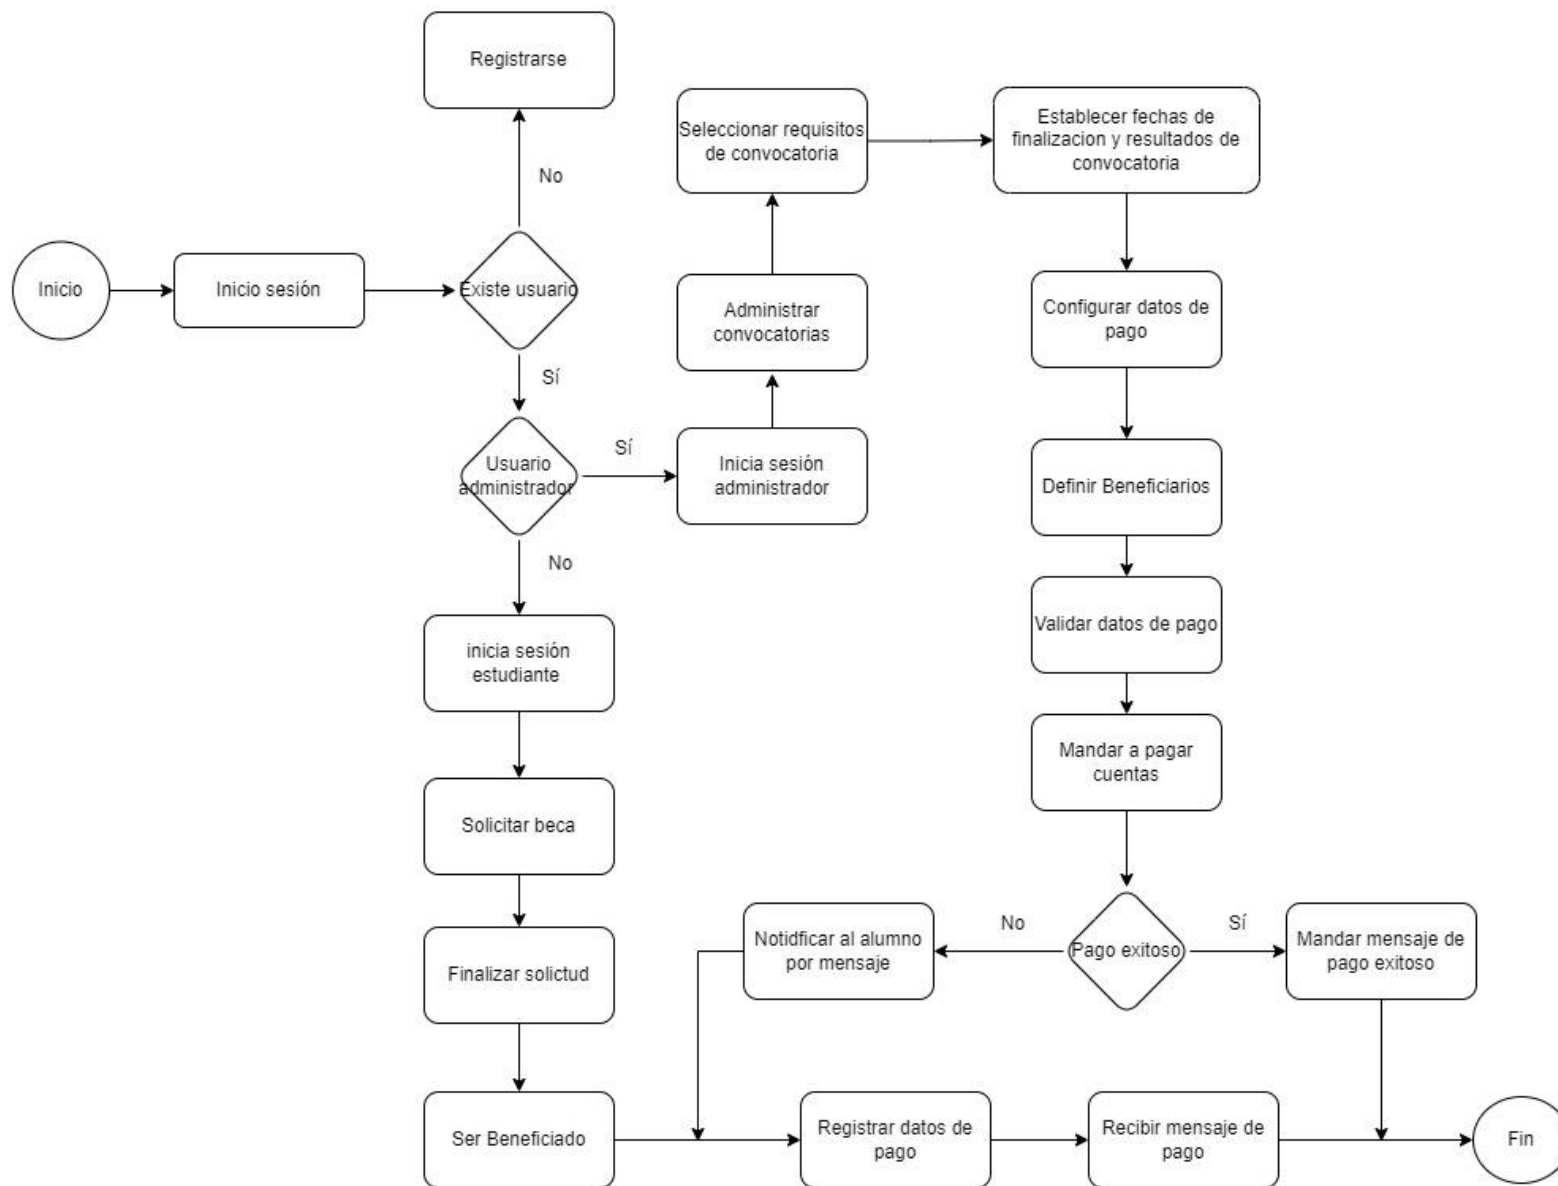 Registrarse
Seleccionar requisitos
de convocatoria
Establecer fechas de
finalizacion y resultados de
convocatoria
No
Inicio
Inicio sesión
Existe usuario
Administrar
convocatorias
Configurar datos de
pago
Sí
Usuario
administrador
Sí
Inicia sesión
administrador
Definir Beneficiarios
No
inicia sesión
estudiante
Validar datos de pago
Mandar a pagar
cuentas
Solicitar beca
Finalizar solictud
Notidficar al alumno
por mensaje
No
Pago exitoso
Sí
Mandar mensaje de
pago exitoso
Ser Beneficiado
Registrar datos de
pago
Recibir mensaje de
pago
Fin